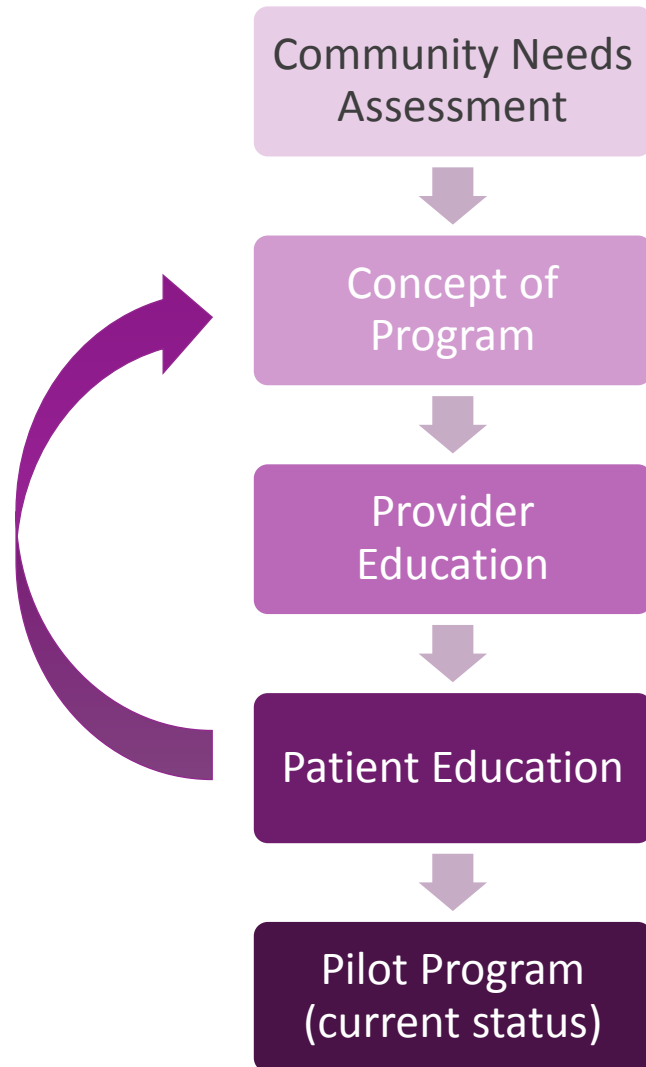 Community Needs
Assessment
Concept of
Program
Provider
Education
Patient Education
Pilot Program
(current status)